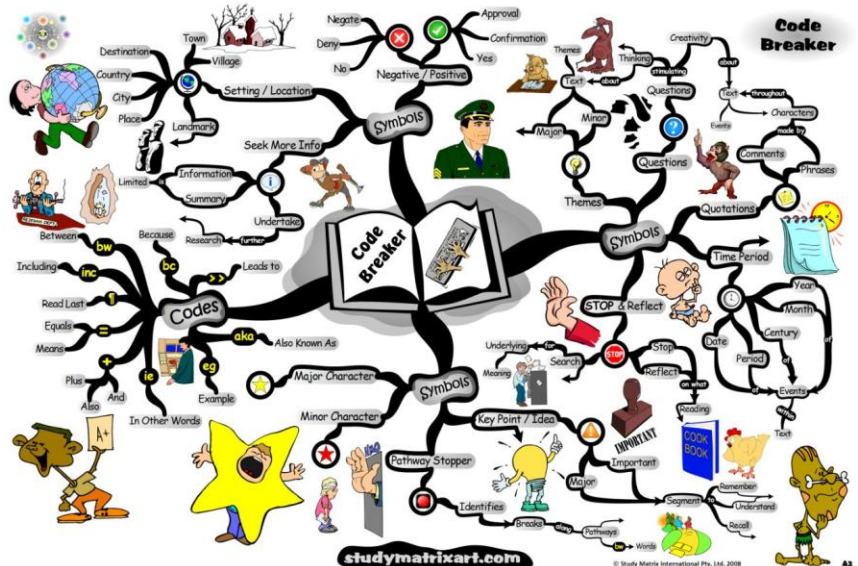 Code
Breaker
Code
Breaker
Symbols
Negative / Positive
Negate
Deny
No
Approval
Confirmation
Yes
Setting / Location
Destination
Country
City
Place
Town
Village
Landmark
Seek More Info
Information
Summary
Limited
Undertake
further
Research
Codes
Between
bw
Including
inc
Read Last
¶
Equals
=
Means
+
Plus
Also
And
ie
In Other Words
Because
bc
>>
Leads to
aka
Also Known As
eg
Example
Symbols
Major Character
Minor Character
Pathway Stopper
Identifies
Breaks
along
Pathways
bw
Words
Key Point / Idea
Major
Important
Segment
to
Remember
Understand
Recall
IMPORTANT
COOK
BOOK
A+
Symbols
Themes
Major
Minor
Text
about
Themes
Thinking
Questions
stimulating
Questions
Creativity
about
Text
Events
throughout
Characters
made by
Comments
Phrases
Quotations
Time Period
Year
Month
Century
Date
Period
of
of
of
Events
within
Text
STOP & Reflect
STOP
Stop
Reflect
on what
Reading
Search
for
Underlying
Meaning
studymatrixart.com
© Study Matrix International Pty. Ltd. 2008
A3